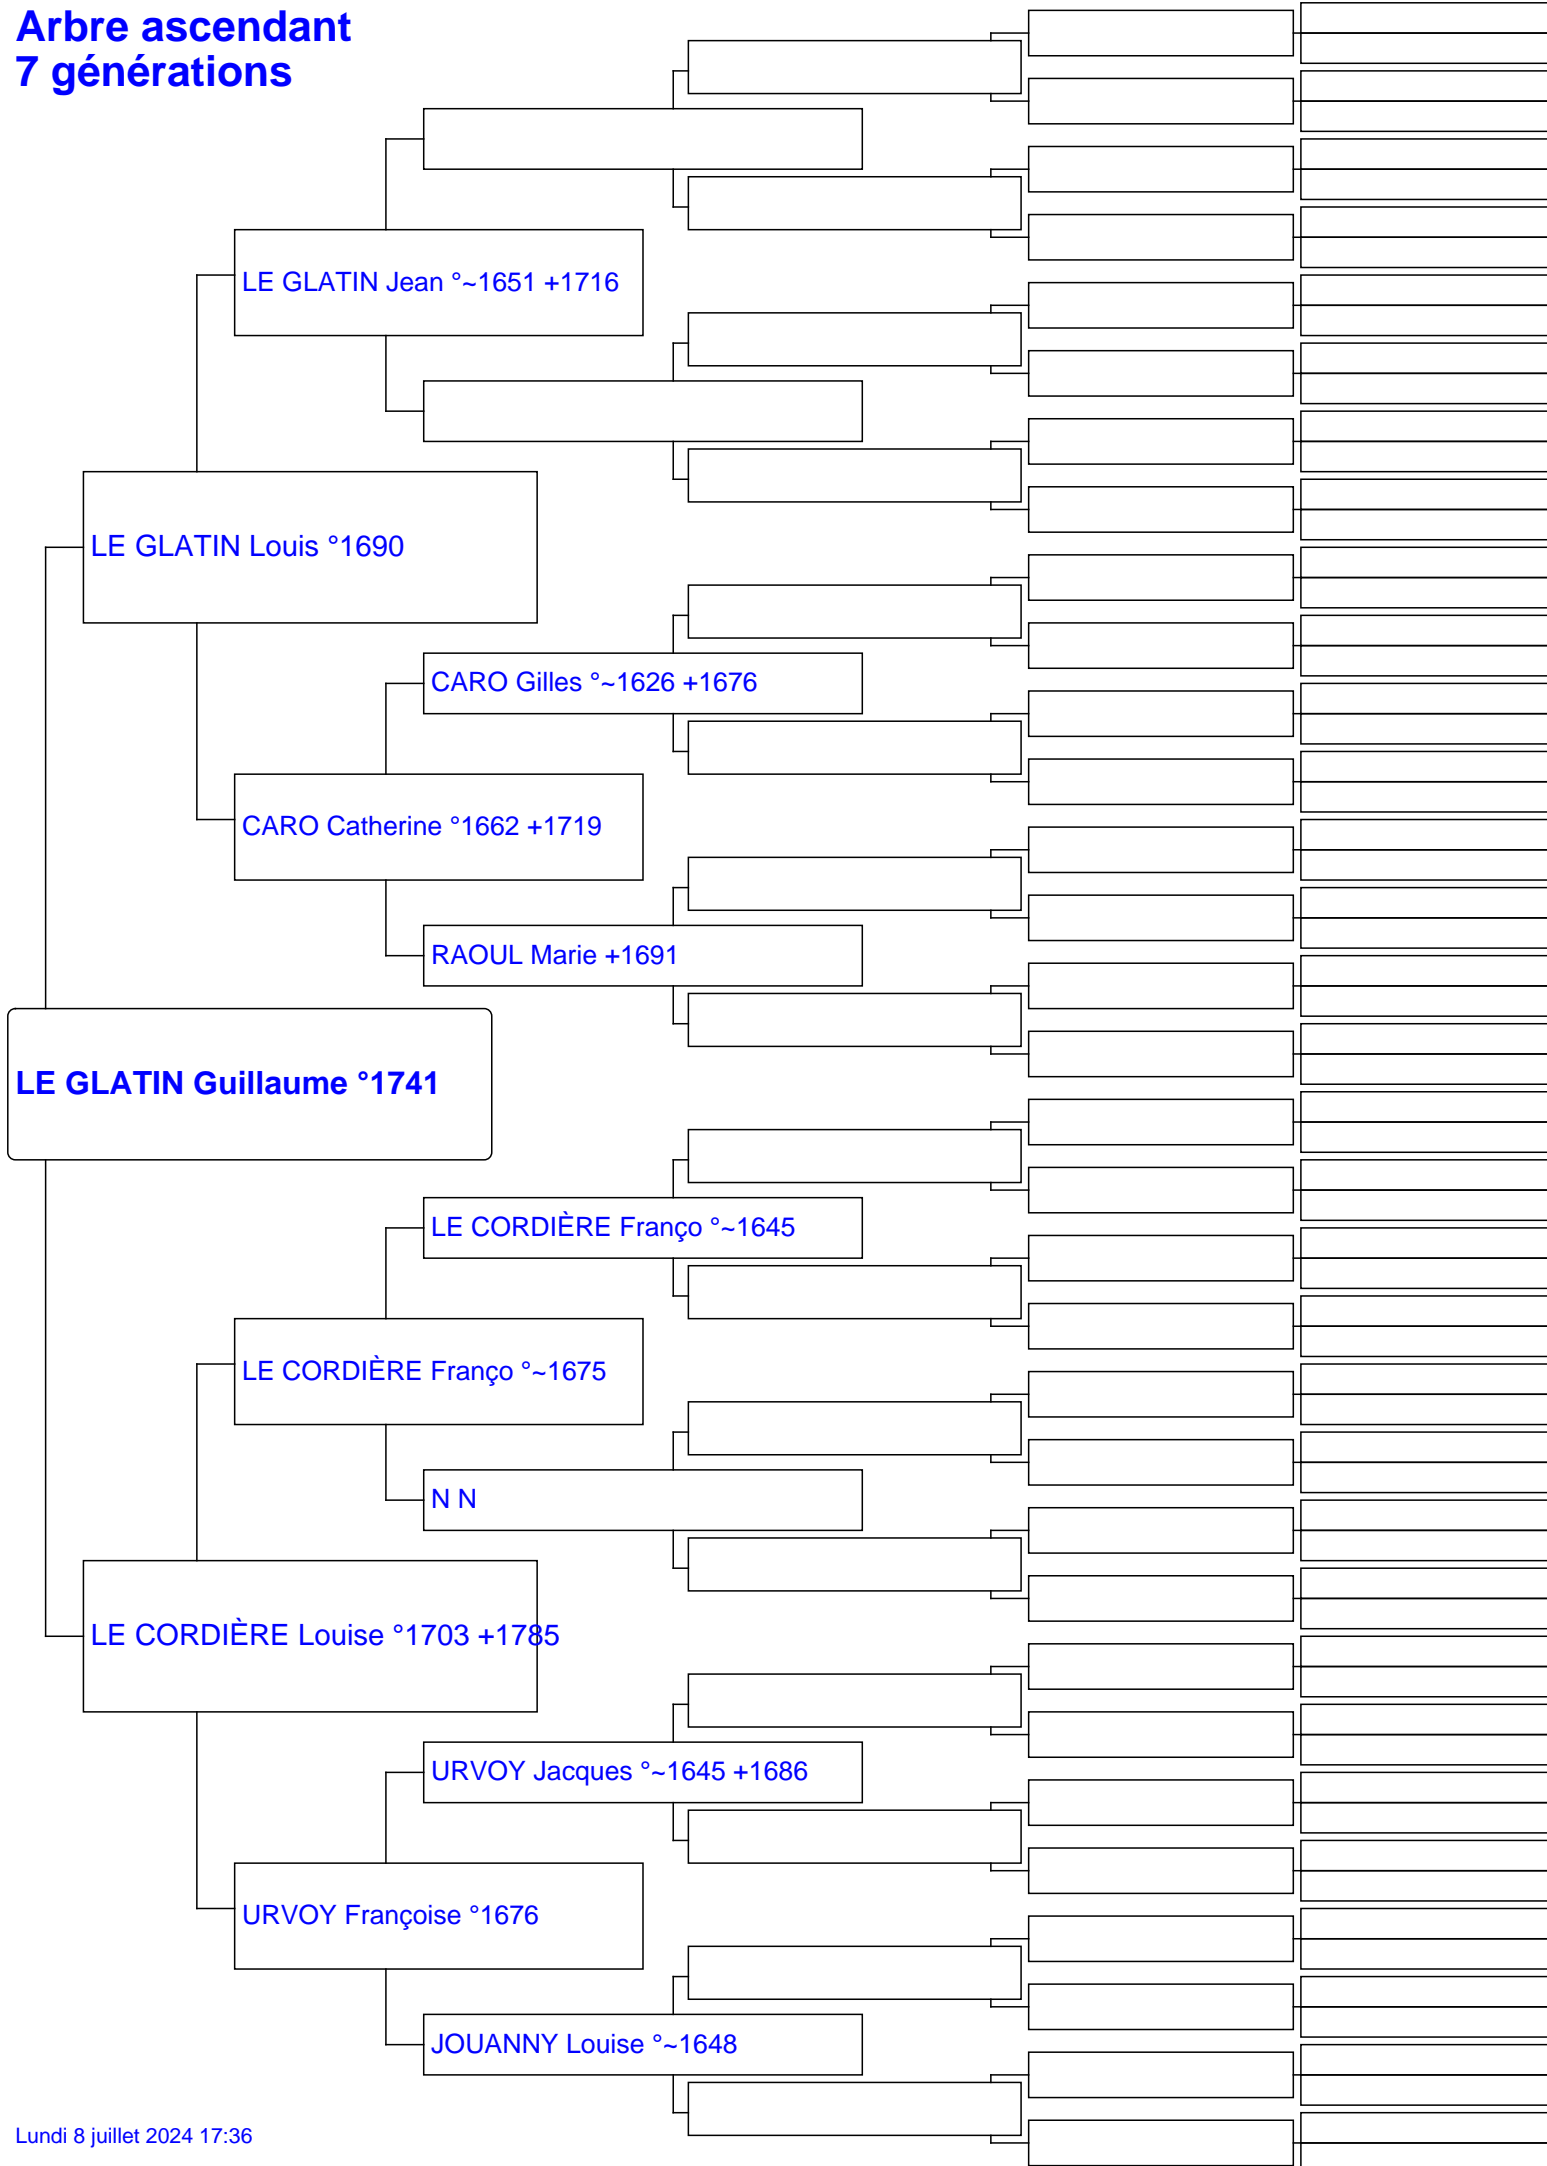 Arbre ascendant
7 générations
LE GLATIN Jean °~1651 +1716
LE GLATIN Louis °1690
CARO Gilles °~1626 +1676
CARO Catherine °1662 +1719
RAOUL Marie +1691
LE GLATIN Guillaume °1741
LE CORDIÈRE Franço °~1645
LE CORDIÈRE Franço °~1675
N N
LE CORDIÈRE Louise °1703 +1785
URVOY Jacques °~1645 +1686
URVOY Françoise °1676
JOUANNY Louise °~1648
Lundi 8 juillet 2024 17:36